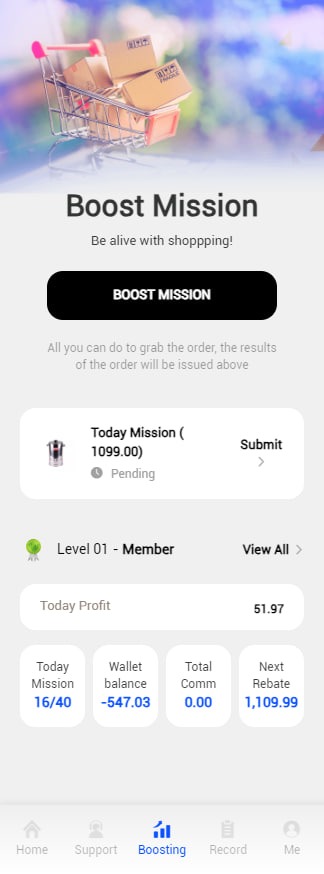 Boost Mission
Be alive with shoppping!
BOOST MISSION
All you can do to grab the order, the results
of the order will be issued above
Today Mission (
1099.00)
Pending
Submit
Level 01 - Member
View All
Today Profit
51.97
Today
Mission
16/40
Wallet
balance
-547.03
Total
Comm
0.00
Next
Rebate
1,109.99
Home
Support
Boosting
Record
Me